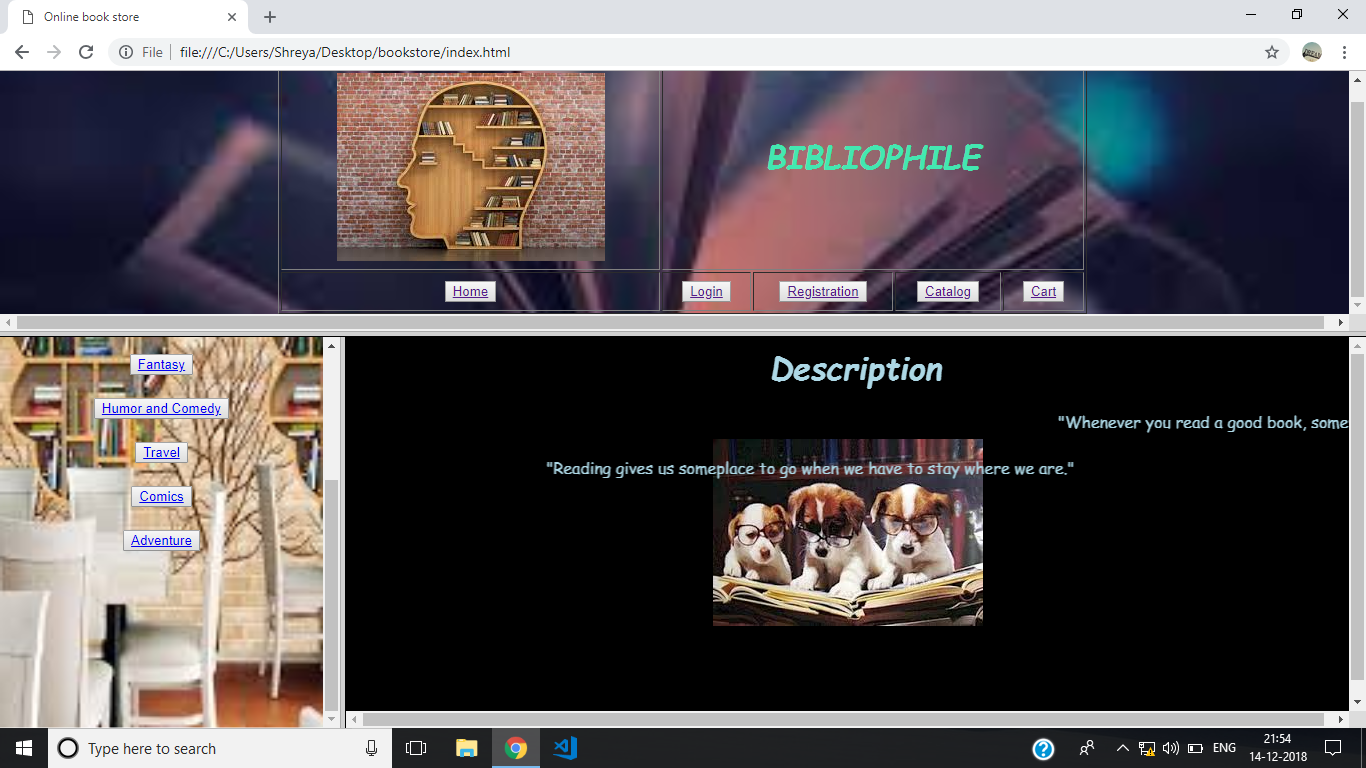 Online book store
File
file:///C:/Users/Shreya/Desktop/bookstore/index.html
BIBLIOPHILE
Home Login Registration Catalog Cart
Fantasy
Humor and Comedy
Travel
Comics
Adventure
Description
"Whenever you read a good book, some
"Reading gives us someplace to go when we have to stay where we are."
Type here to search
ENG
21:54
14-12-2018